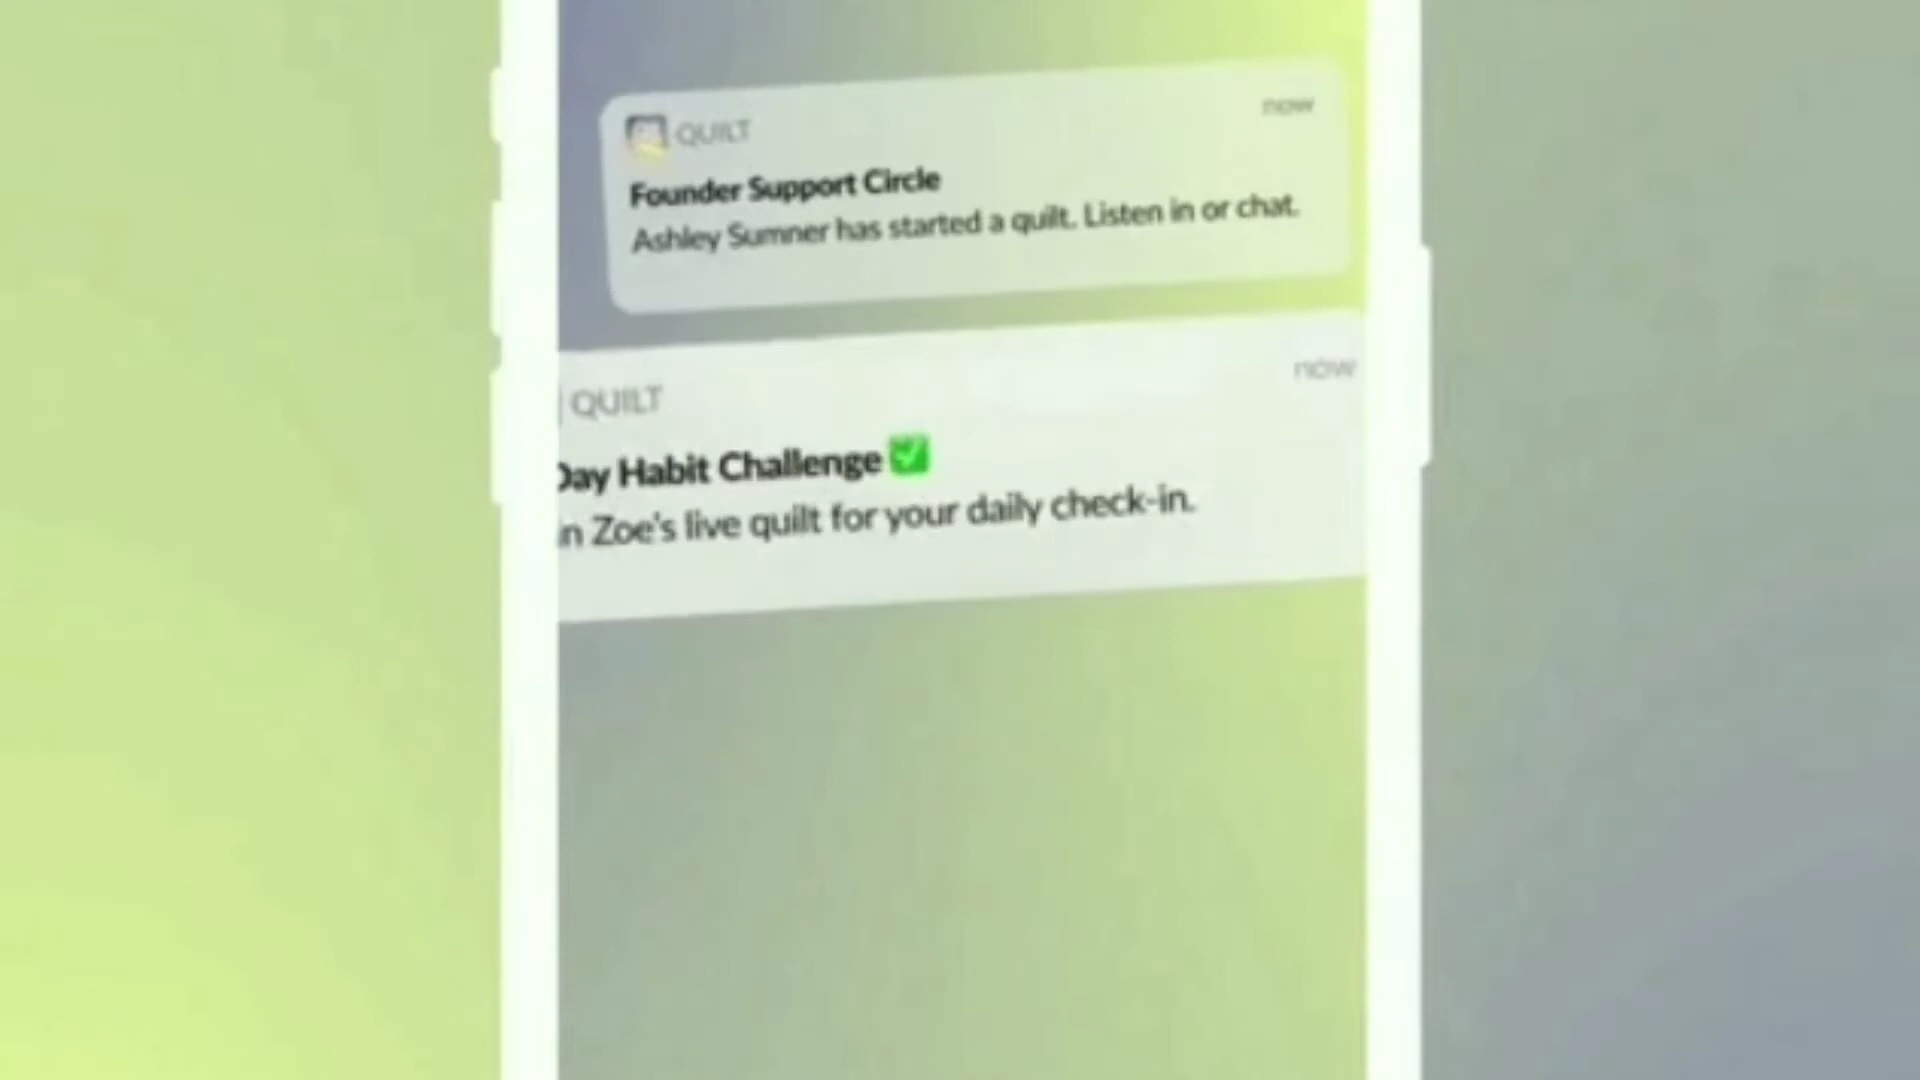 QUILT
now
Founder Support Circle
Ashley Sumner has started a quilt. Listen in or chat.
QUILT
now
Day Habit Challenge ✅
in Zoe's live quilt for your daily check-in.